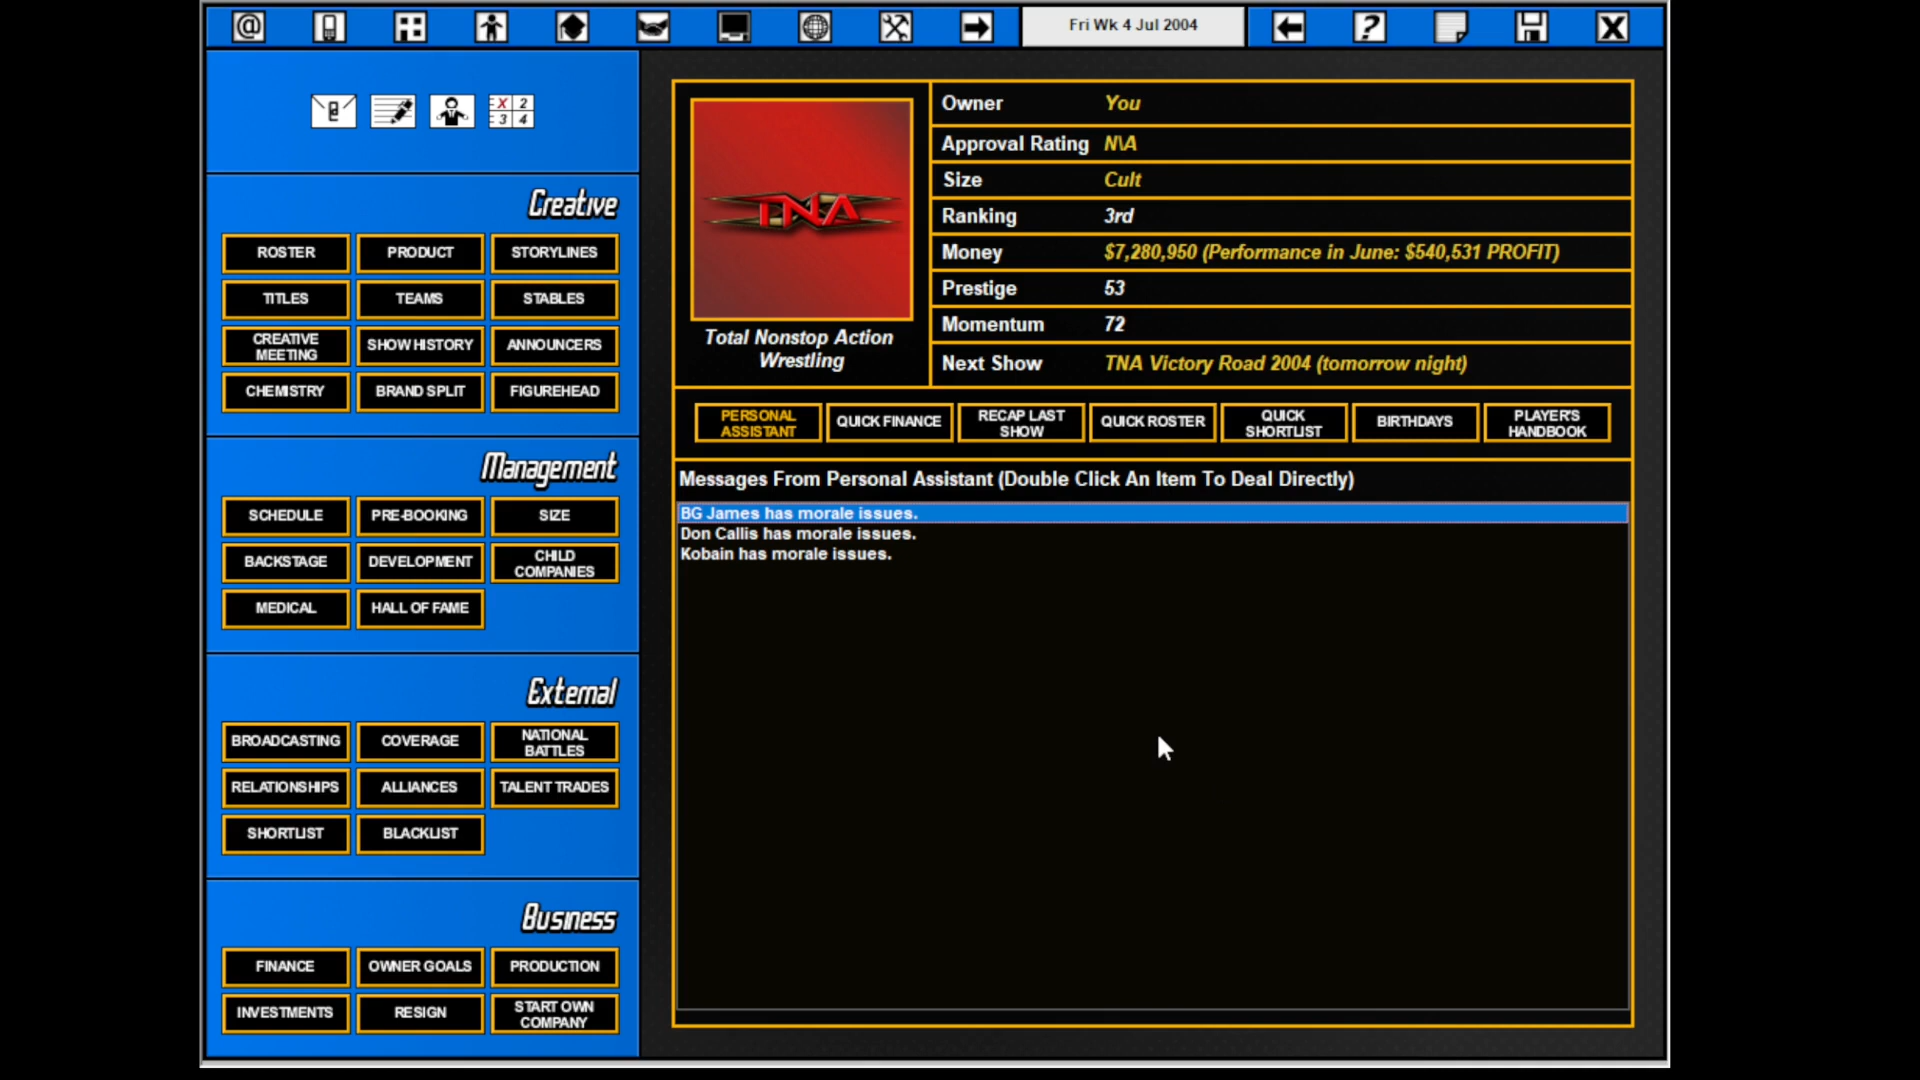 @
Fri Wk 4 Jul 2004
?
X
X 2
3 4
Creative
ROSTER
PRODUCT
STORYLINES
TITLES
TEAMS
STABLES
CREATIVE
MEETING
SHOW HISTORY
ANNOUNCERS
CHEMISTRY
BRAND SPLIT
FIGUREHEAD
Management
SCHEDULE
PRE-BOOKING
SIZE
BACKSTAGE
DEVELOPMENT
CHILD
COMPANIES
MEDICAL
HALL OF FAME
External
BROADCASTING
COVERAGE
NATIONAL
BATTLES
RELATIONSHIPS
ALLIANCES
TALENT TRADES
SHORTLIST
BLACKLIST
Business
FINANCE
OWNER GOALS
PRODUCTION
INVESTMENTS
RESIGN
START OWN
COMPANY
TNA
Total Nonstop Action
Wrestling
Owner You
Approval Rating N\A
Size Cult
Ranking 3rd
Money $7,280,950 (Performance in June: $540,531 PROFIT)
Prestige 53
Momentum 72
Next Show TNA Victory Road 2004 (tomorrow night)
PERSONAL
ASSISTANT
QUICK FINANCE
RECAP LAST
SHOW
QUICK ROSTER
QUICK
SHORTLIST
BIRTHDAYS
PLAYER'S
HANDBOOK
Messages From Personal Assistant (Double Click An Item To Deal Directly)
BG James has morale issues.
Don Callis has morale issues.
Kobain has morale issues.